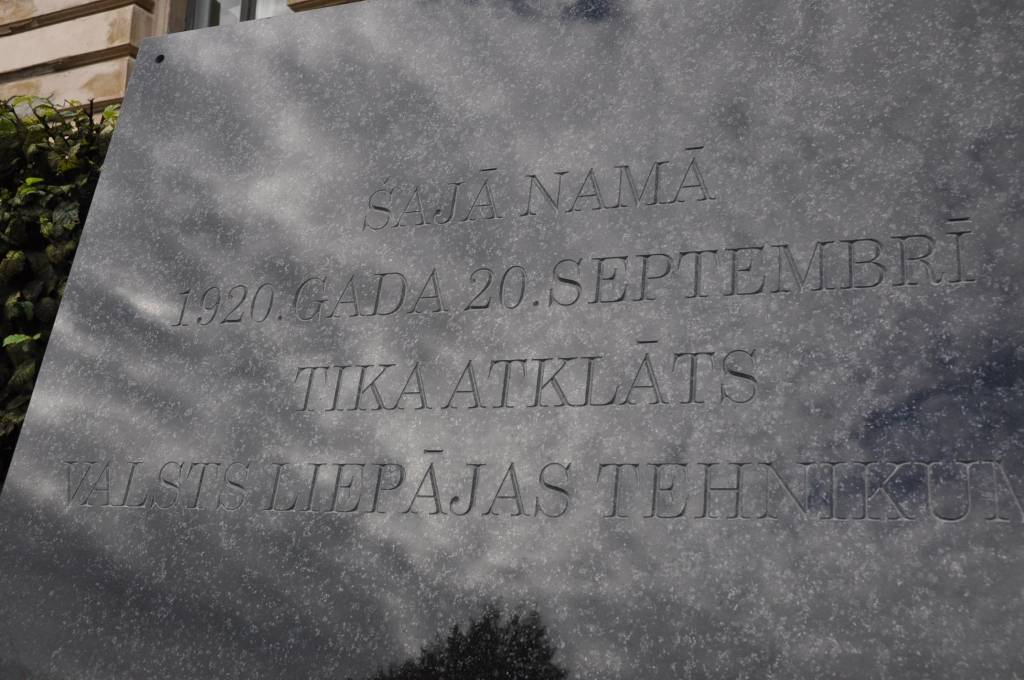 ŠAJĀ NAMĀ
1920.GADA 20.SEPTEMBRĪ
TIKA ATKLĀTS
VALSTS LIEPĀJAS TEHNIKUM